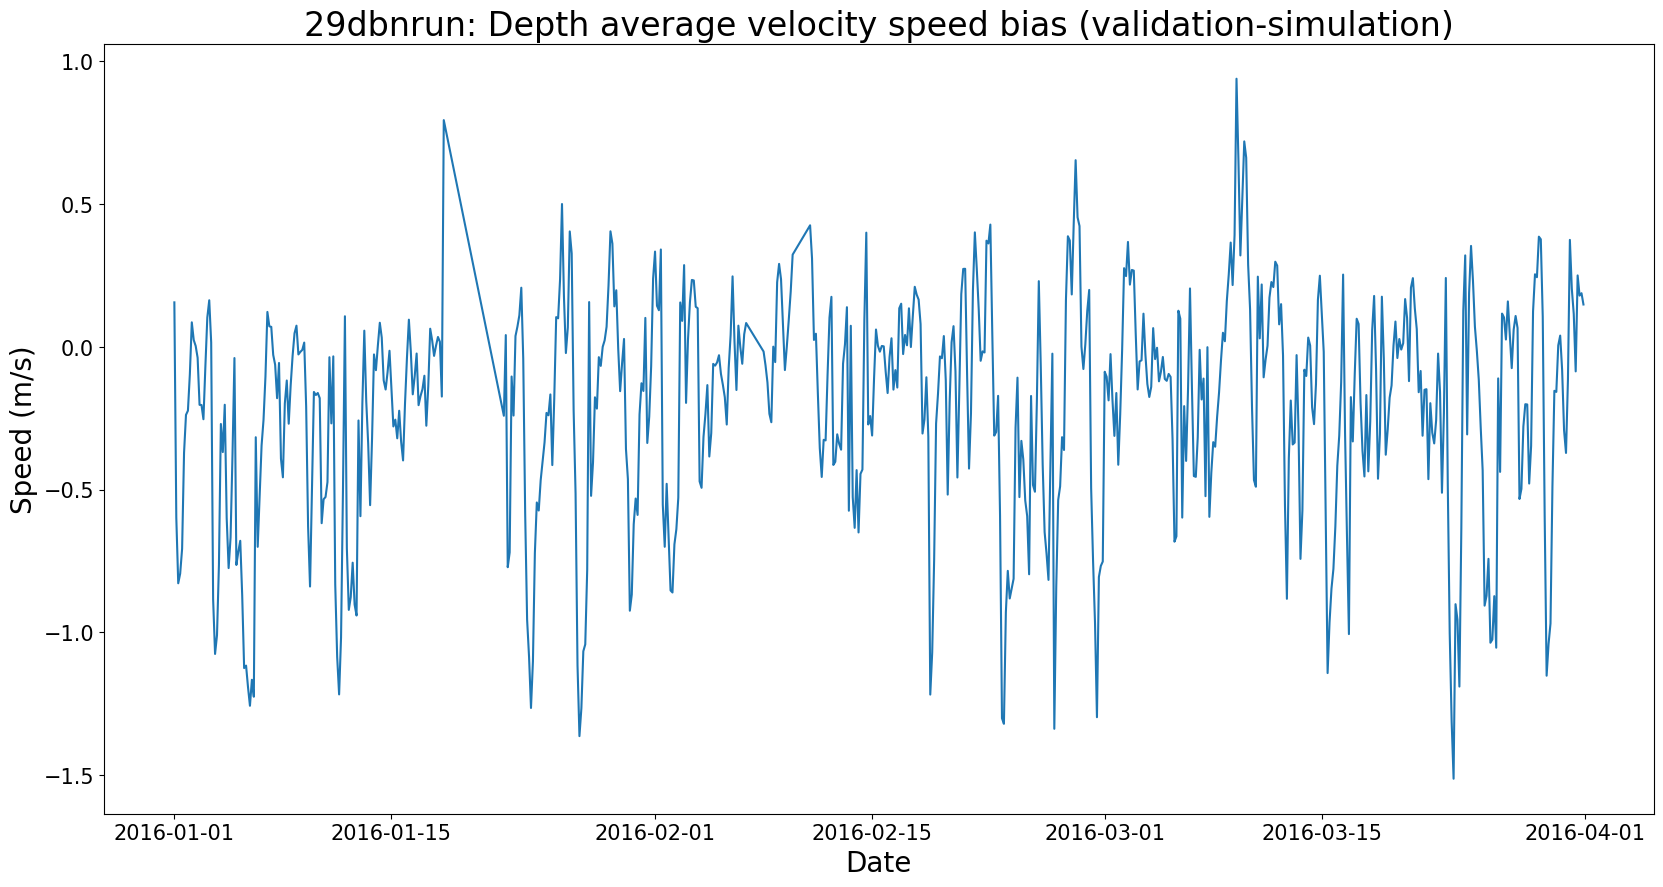 29dbnrun: Depth average velocity speed bias (validation-simulation)
Speed (m/s)
1.0
0.5
0.0
−0.5
−1.0
−1.5
2016-01-01 2016-01-15 2016-02-01 2016-02-15 2016-03-01 2016-03-15 2016-04-01
Date